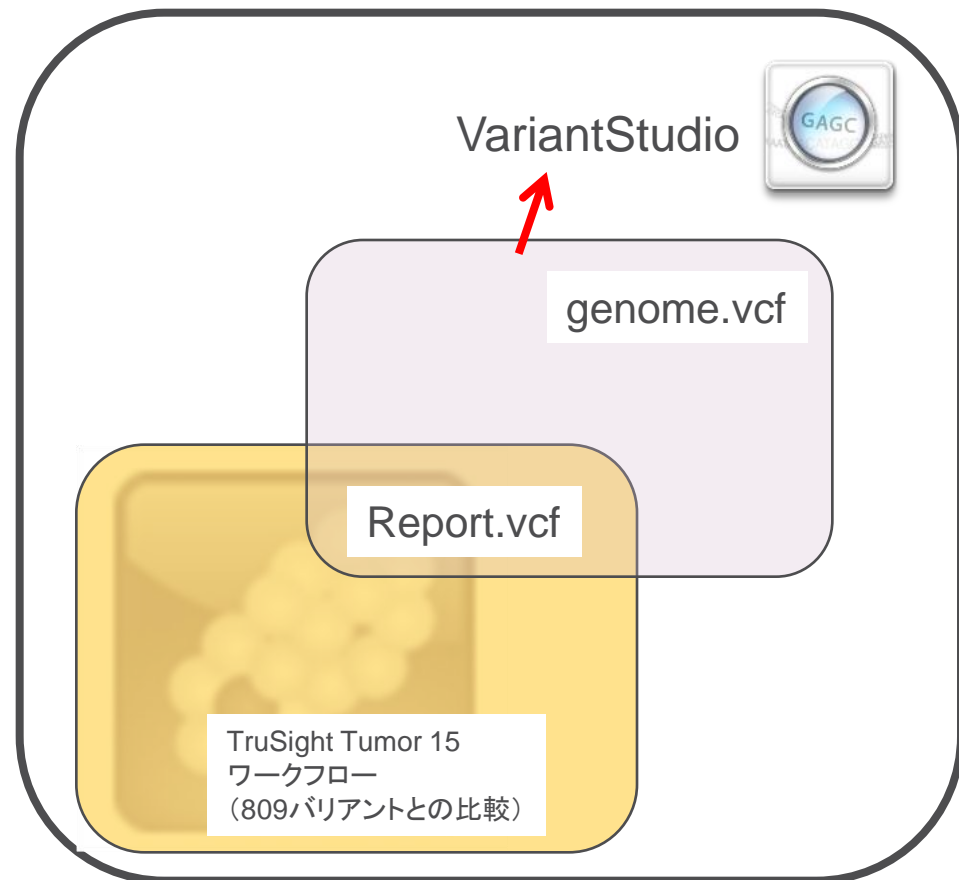 VariantStudio
GAGC
genome.vcf
Report.vcf
TruSight Tumor 15
ワークフロー
（809バリアントとの比較）